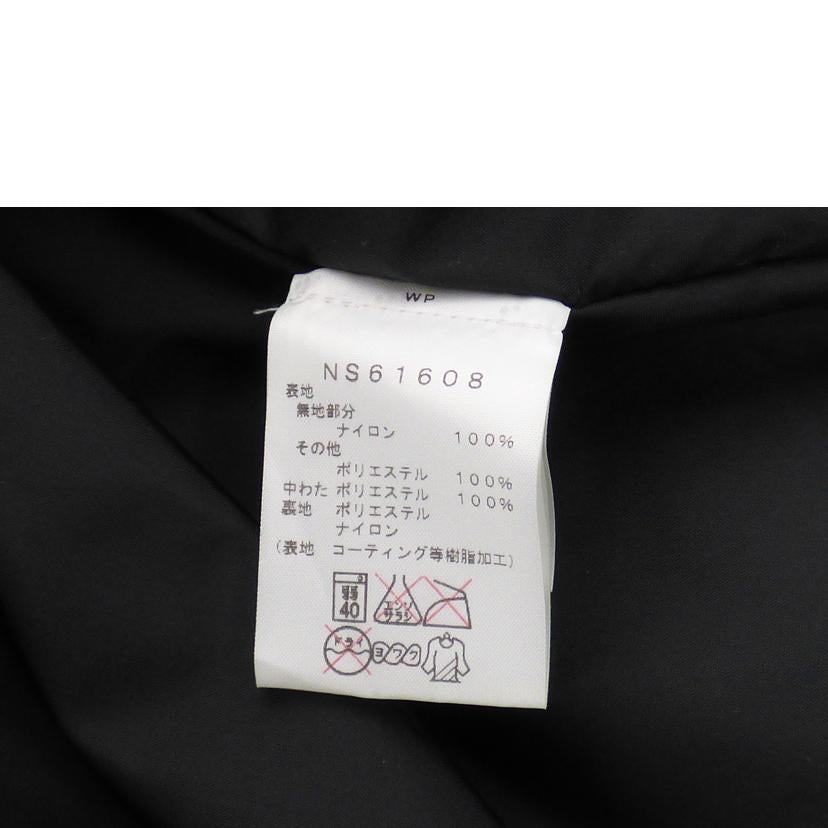 WP
NS61608
表地
無地部分
ナイロン 100%
その他
ポリエステル 100%
中わた ポリエステル 100%
裏地 ポリエステル
ナイロン
(表地 コーティング等樹脂加工)
弱
40
エンソ
サラシ
ドライ
ヨワク